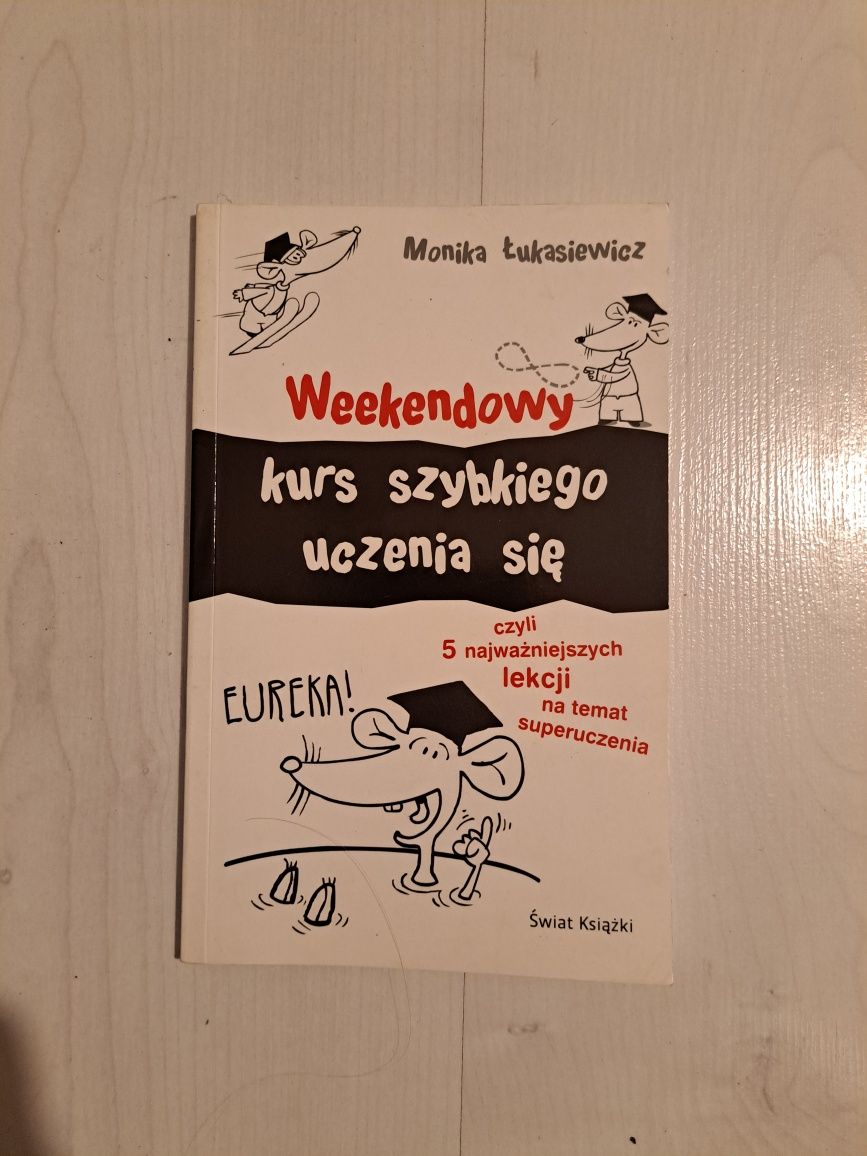 Monika Łukasiewicz
Weekendowy
kurs szybkiego
uczenia się
czyli
5 najważniejszych
lekcji
na temat
superuczenia
EUREKA!
Świat Książki